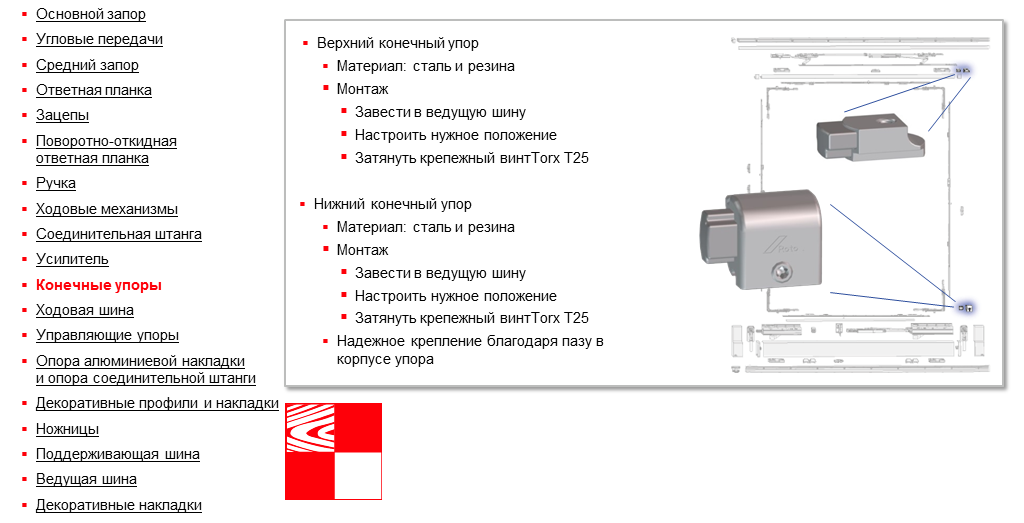 Основной запор
Угловые передачи
Средний запор
Ответная планка
Зацепы
Поворотно-откидная
ответная планка
Ручка
Ходовые механизмы
Соединительная штанга
Усилитель
Конечные упоры
Ходовая шина
Управляющие упоры
Опора алюминиевой накладки
и опора соединительной штанги
Декоративные профили и накладки
Ножницы
Поддерживающая шина
Ведущая шина
Декоративные накладки
Верхний конечный упор
Материал: сталь и резина
Монтаж
Завести в ведущую шину
Настроить нужное положение
Затянуть крепежный винтTorx T25
Нижний конечный упор
Материал: сталь и резина
Монтаж
Завести в ведущую шину
Настроить нужное положение
Затянуть крепежный винтTorx T25
Надежное крепление благодаря пазу в
корпусе упора
Roto